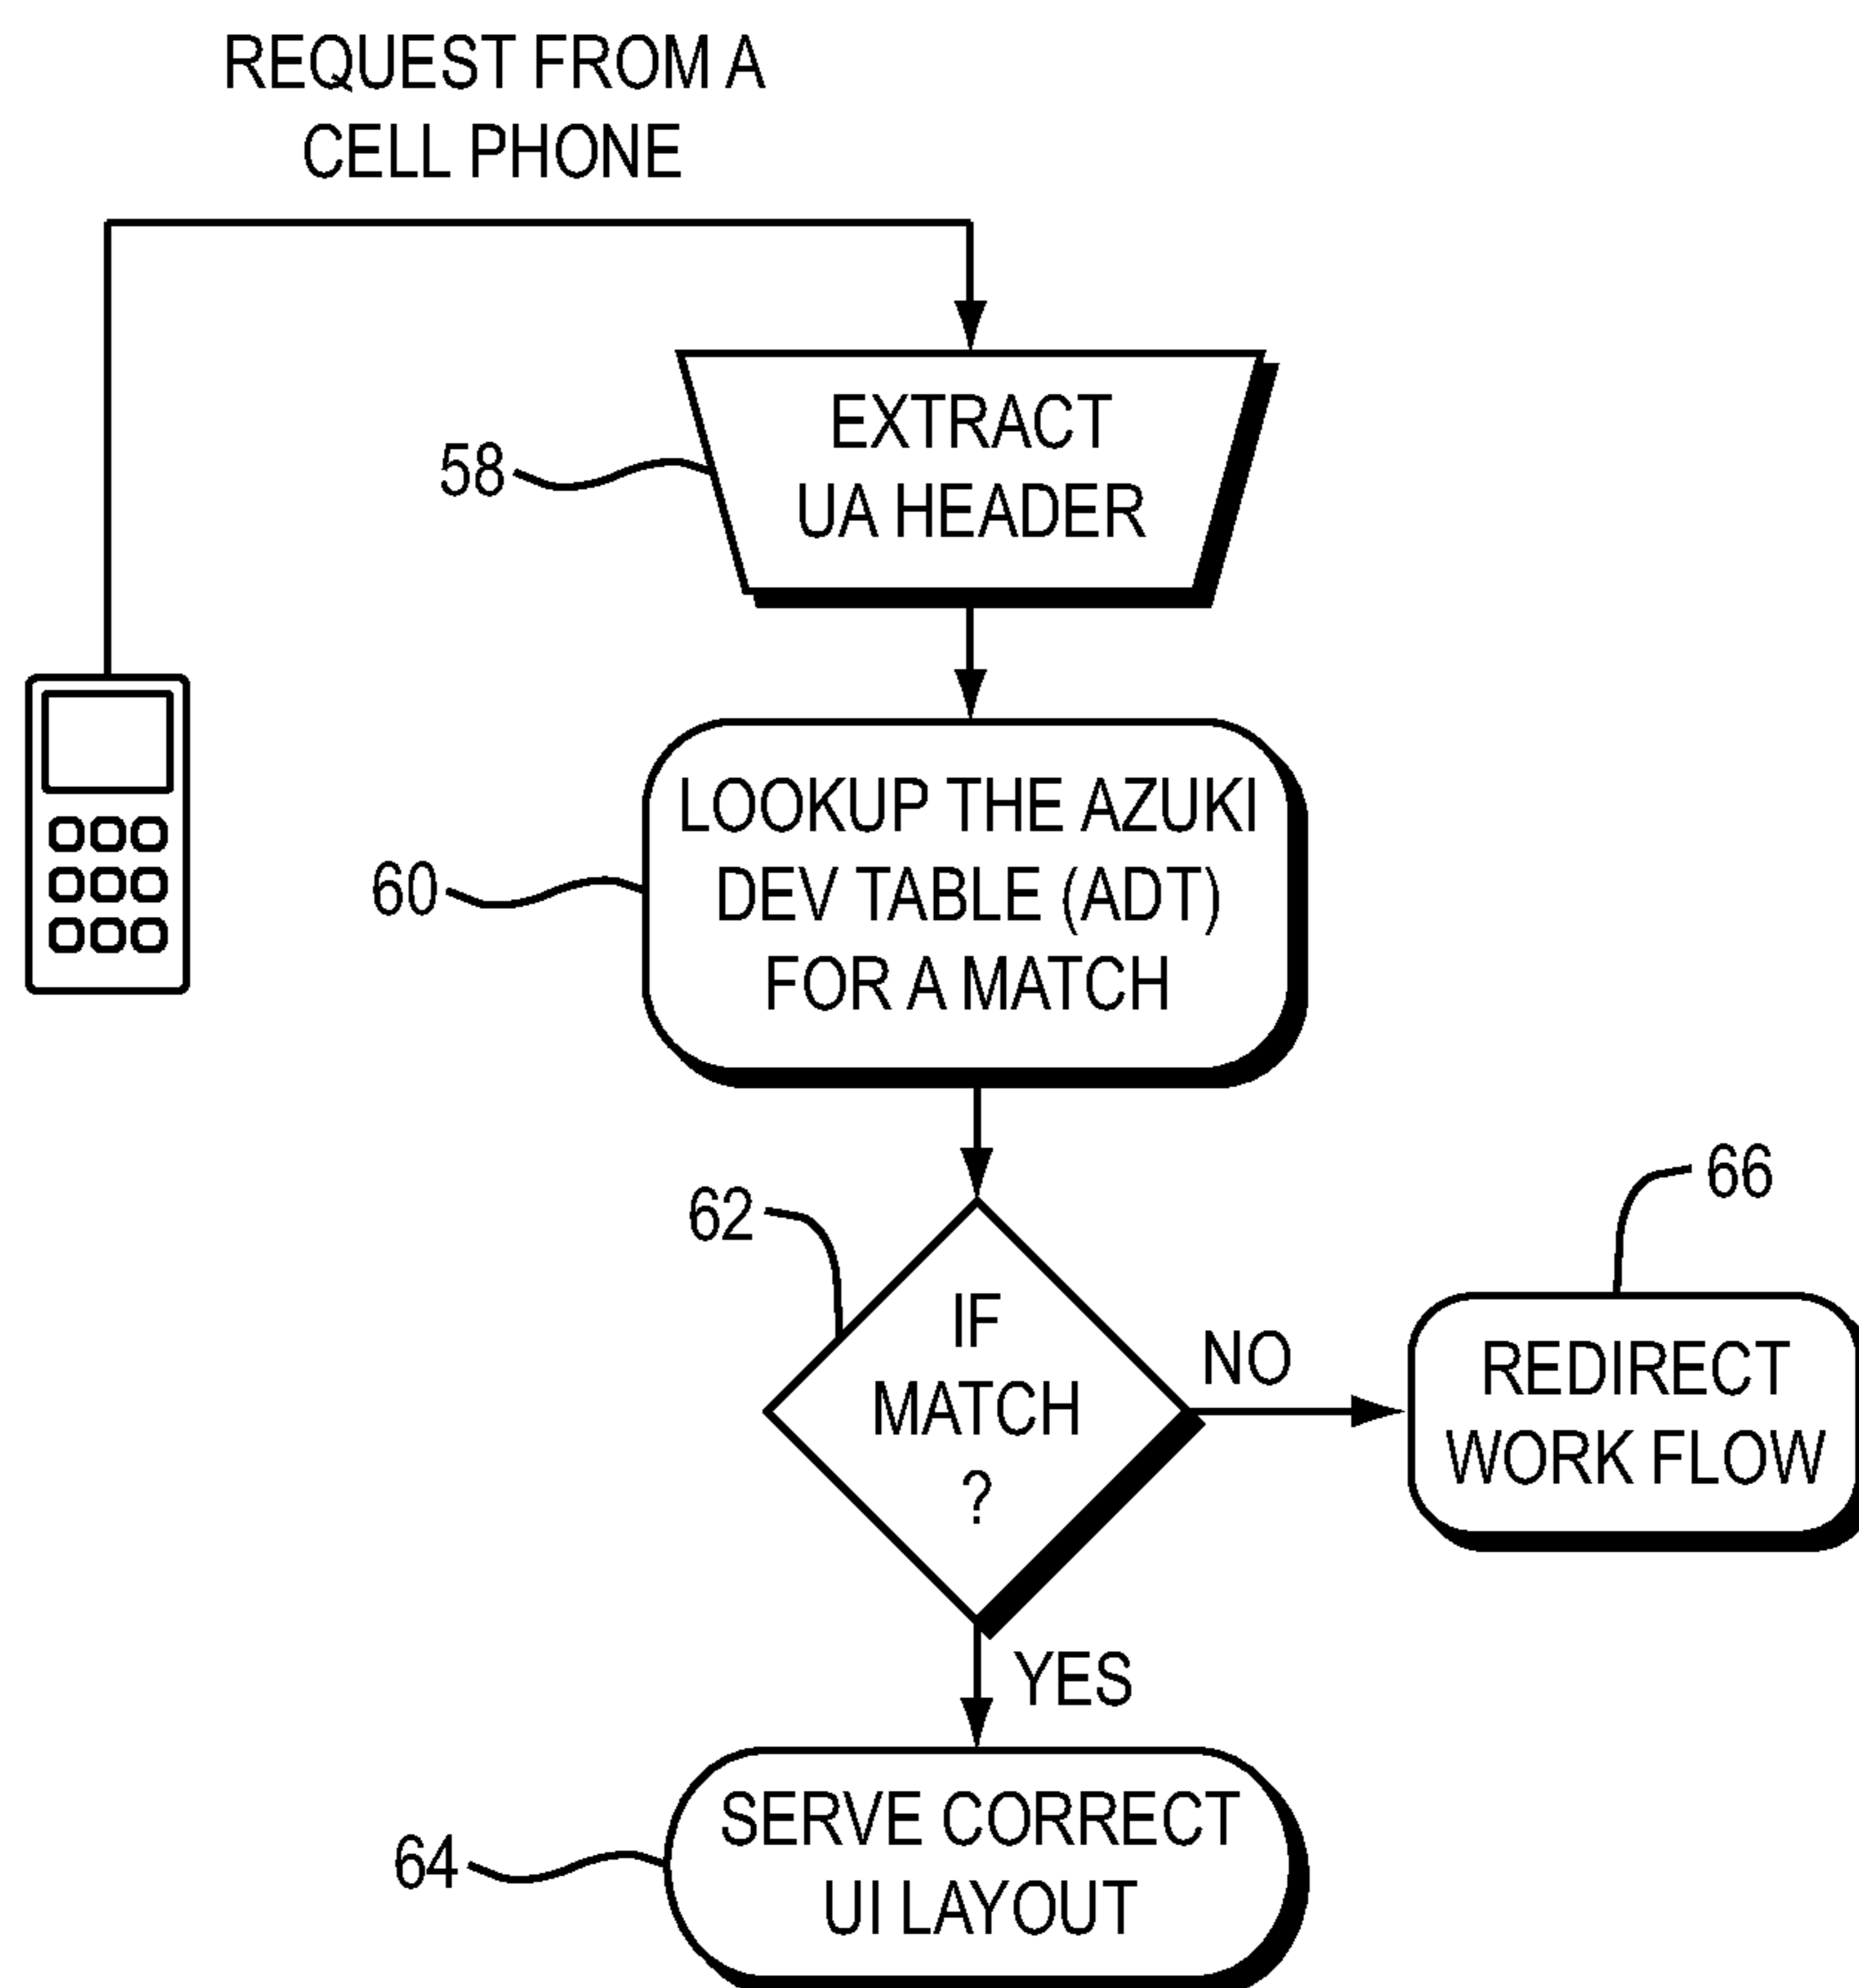 REQUEST FROM A
CELL PHONE
58
EXTRACT
UA HEADER
60
LOOKUP THE AZUKI
DEV TABLE (ADT)
FOR A MATCH
62
IF
MATCH
?
NO
66
REDIRECT
WORK FLOW
YES
64
SERVE CORRECT
UI LAYOUT